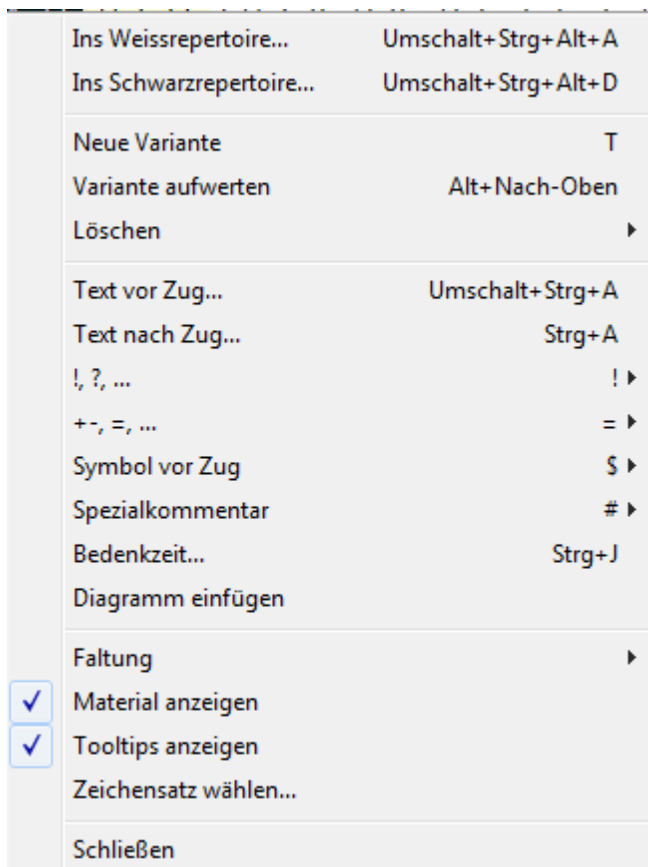 Ins Weissrepertoire... Umschalt+Strg+Alt+A
Ins Schwarzrepertoire... Umschalt+Strg+Alt+D
Neue Variante T
Variante aufwerten Alt+Nach-Oben
Löschen
Text vor Zug... Umschalt+Strg+A
Text nach Zug... Strg+A
!, ?, ... !
+-, =, ... =
Symbol vor Zug $
Spezialkommentar #
Bedenkzeit... Strg+J
Diagramm einfügen
Faltung
Material anzeigen
Tooltips anzeigen
Zeichensatz wählen...
Schließen